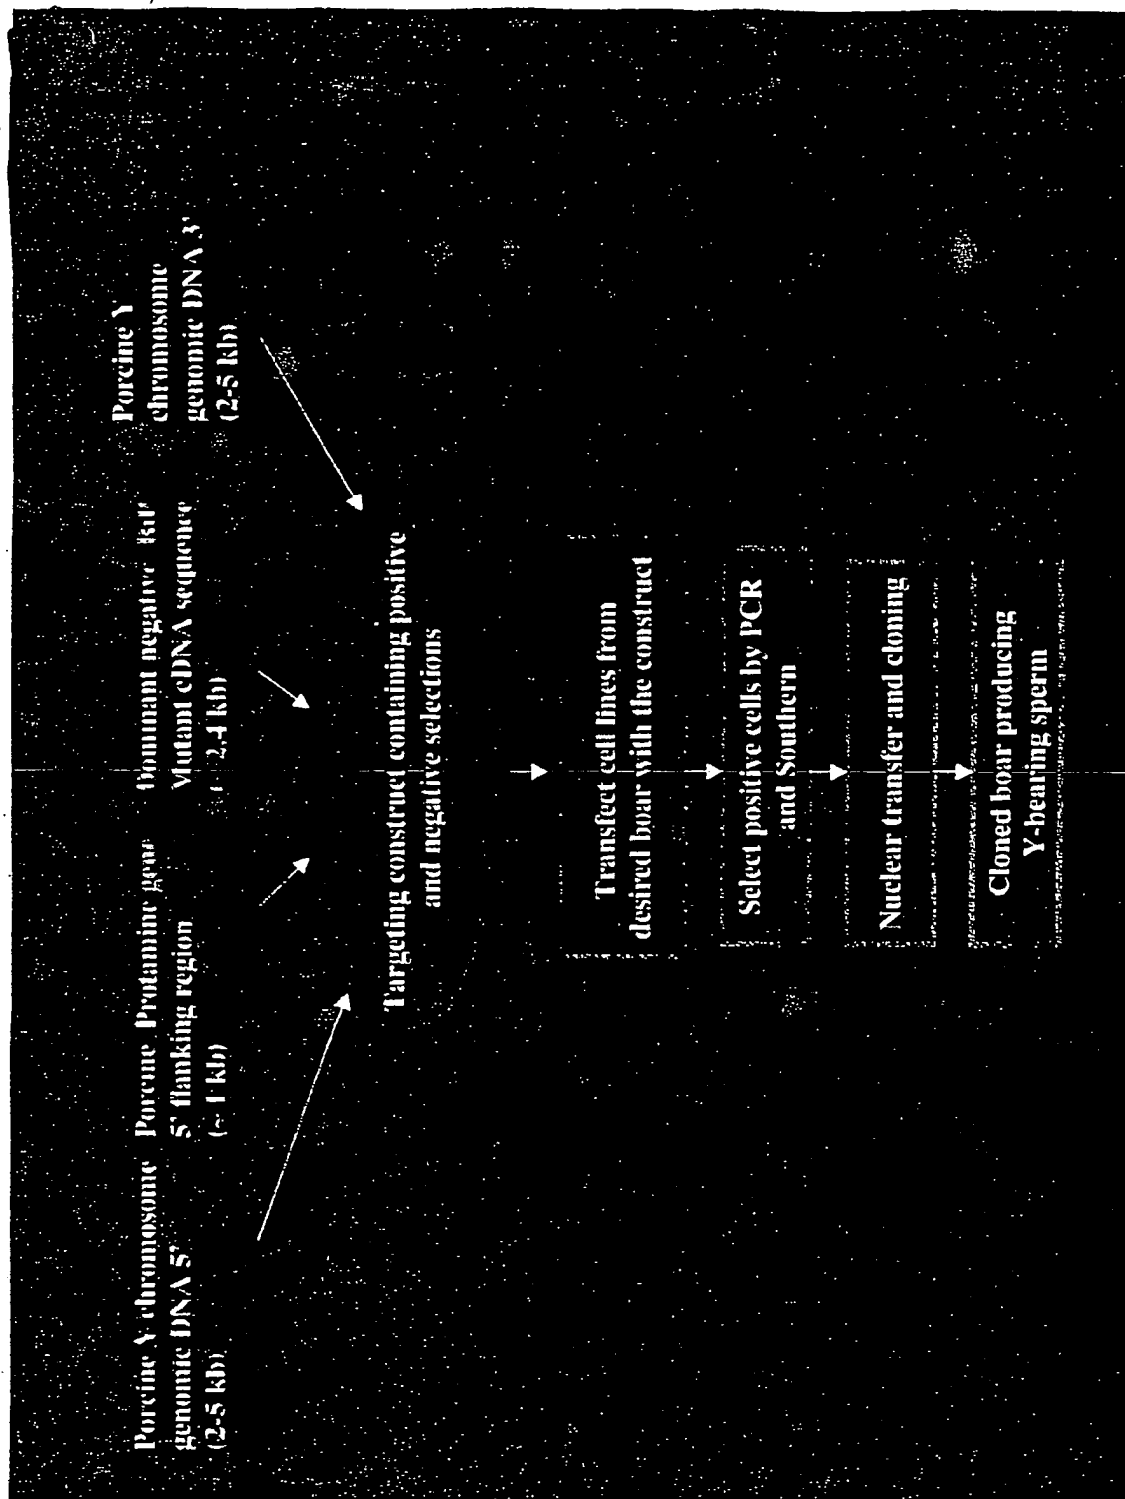 Porcine Y chromosome
genomic DNA 5'
(2-5 kb)
Porcine Protamine gene
5' flanking region
(~ 1 kb)
Dominant negative
Mutant cDNA sequence
2.4 kb)
Porcine Y
chromosome
genomic DNA 3'
(2-5 kb)
Targeting construct containing positive
and negative selections
Transfect cell lines from
desired boar with the construct
Select positive cells by PCR
and Southern
Nuclear transfer and cloning
Cloned boar producing
Y-bearing sperm